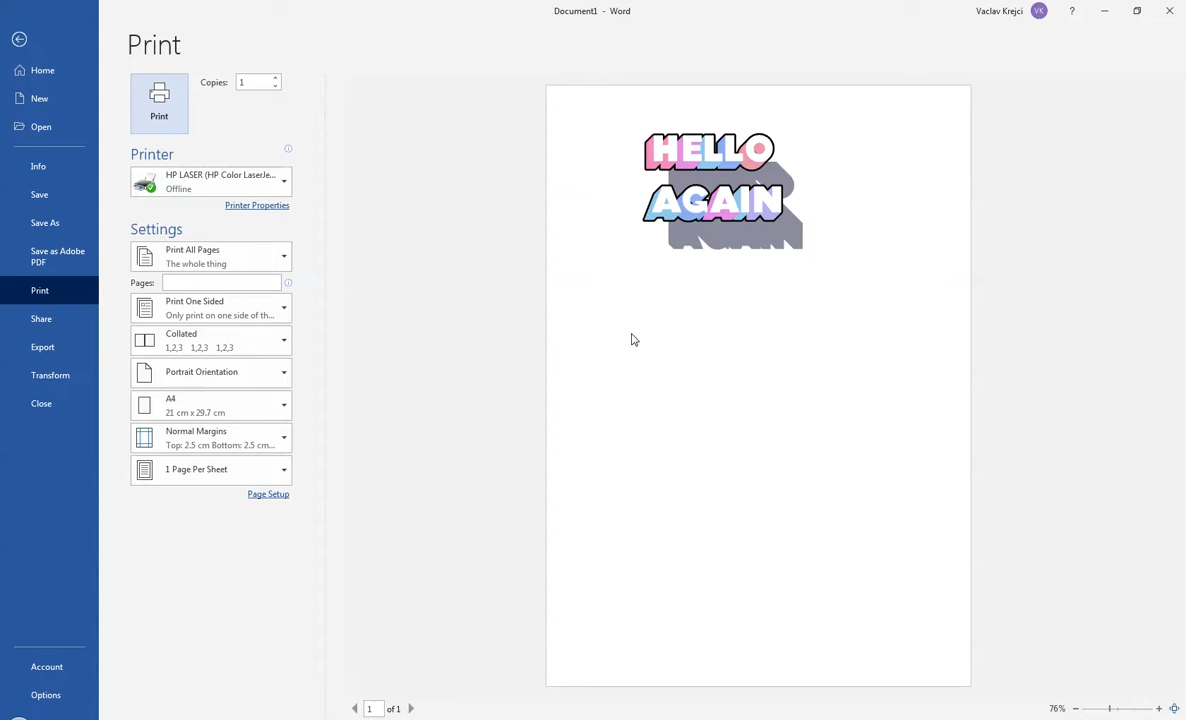 Document1 - Word
Vaclav Krejci
VK
?
Print
Home
New
Open
Info
Save
Save As
Save as Adobe
PDF
Print
Share
Export
Transform
Close
Account
Options
Print
Copies: 1
Printer
HP LASER (HP Color LaserJe...
Offline
Printer Properties
Settings
Print All Pages
The whole thing
Pages:
Print One Sided
Only print on one side of th...
Collated
1,2,3 1,2,3 1,2,3
Portrait Orientation
A4
21 cm x 29.7 cm
Normal Margins
Top: 2.5 cm Bottom: 2.5 cm...
1 Page Per Sheet
Page Setup
HELLO
AGAIN
1 of 1
76%